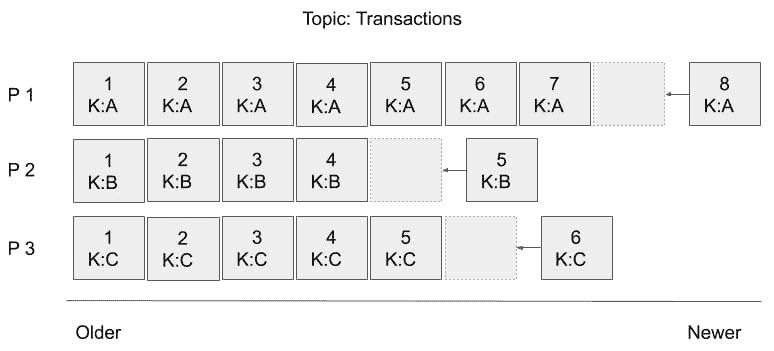 Topic: Transactions
P 1
1 2 3 4 5 6 7 8
K:A K:A K:A K:A K:A K:A K:A K:A
P 2
1 2 3 4 5
K:B K:B K:B K:B K:B
P 3
1 2 3 4 5 6
K:C K:C K:C K:C K:C K:C
Older Newer